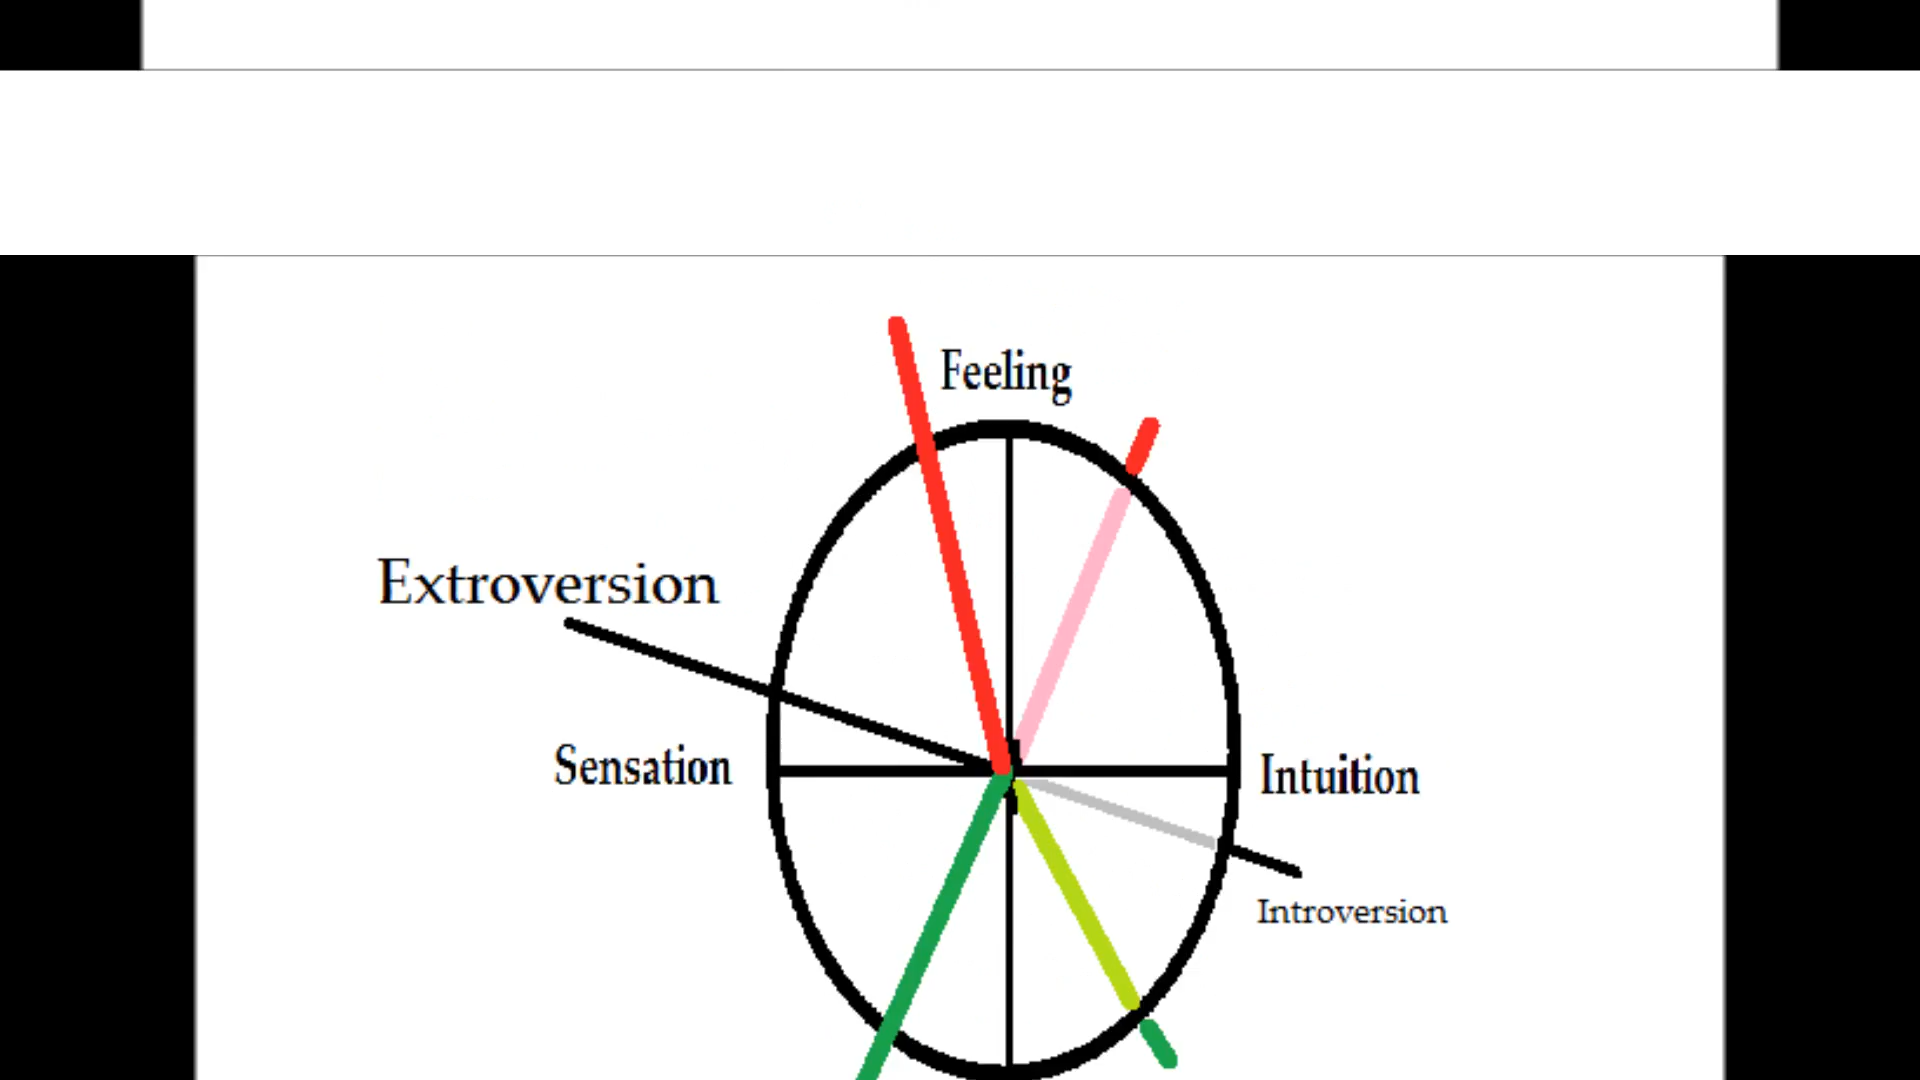 Feeling
Extroversion
Sensation
Intuition
Introversion